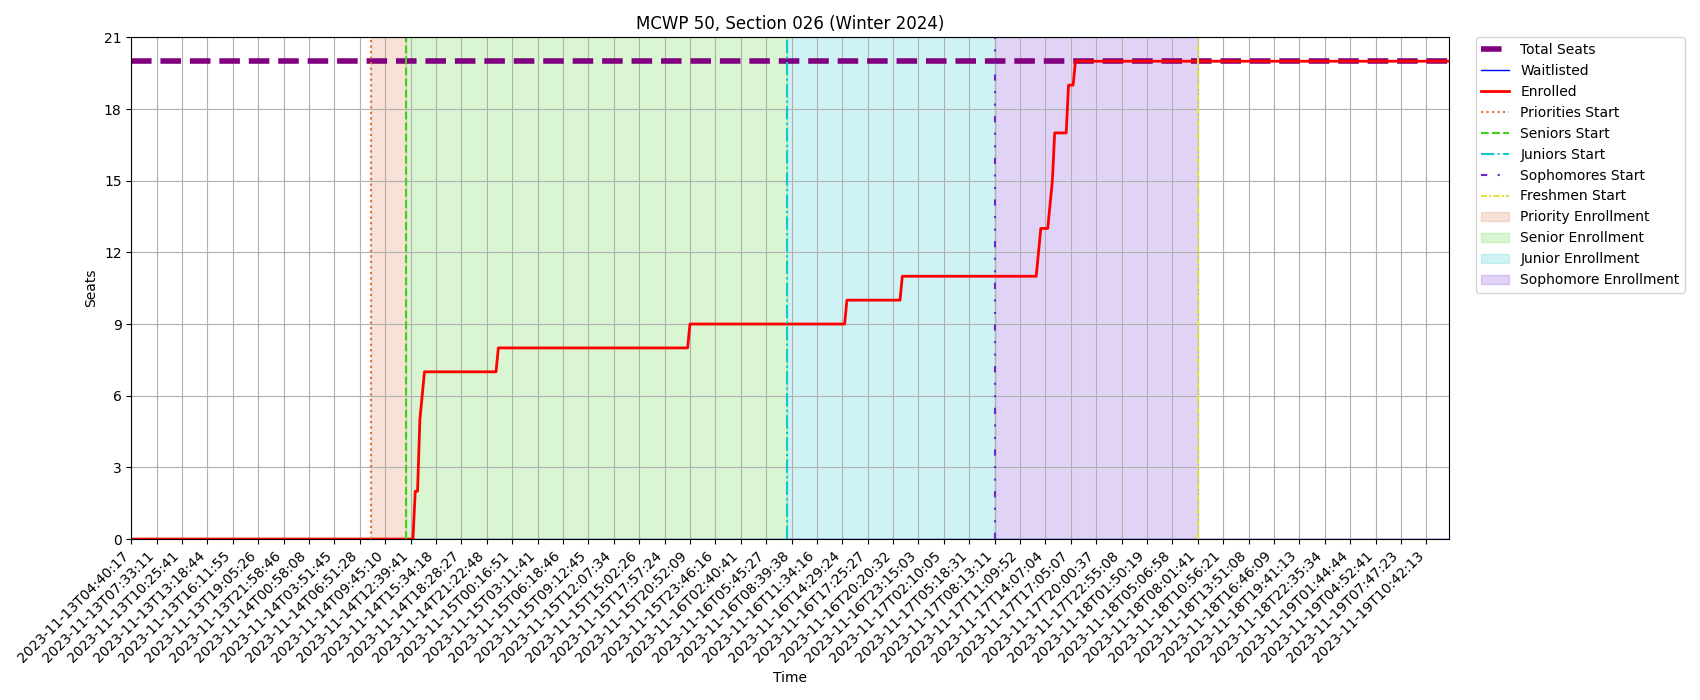 MCWP 50, Section 026 (Winter 2024)
21
18
15
12
9
6
3
0
Seats
2023-11-13T04:40:17
2023-11-13T07:33:11
2023-11-13T10:25:41
2023-11-13T13:18:44
2023-11-13T16:11:55
2023-11-13T19:05:26
2023-11-13T21:58:46
2023-11-14T00:58:08
2023-11-14T03:51:45
2023-11-14T06:51:28
2023-11-14T09:45:10
2023-11-14T12:39:41
2023-11-14T15:34:18
2023-11-14T18:28:27
2023-11-14T21:22:48
2023-11-15T00:16:51
2023-11-15T03:11:41
2023-11-15T06:18:46
2023-11-15T09:12:45
2023-11-15T12:07:34
2023-11-15T15:02:26
2023-11-15T17:57:24
2023-11-15T20:52:09
2023-11-15T23:46:16
2023-11-16T02:40:41
2023-11-16T05:45:27
2023-11-16T08:39:38
2023-11-16T11:34:16
2023-11-16T14:29:24
2023-11-16T17:25:27
2023-11-16T20:20:32
2023-11-16T23:15:03
2023-11-17T02:10:05
2023-11-17T05:18:31
2023-11-17T08:13:11
2023-11-17T11:09:52
2023-11-17T14:07:04
2023-11-17T17:05:07
2023-11-17T20:00:37
2023-11-17T22:55:08
2023-11-18T01:50:19
2023-11-18T05:06:58
2023-11-18T08:01:41
2023-11-18T10:56:21
2023-11-18T13:51:08
2023-11-18T16:46:09
2023-11-18T19:41:13
2023-11-18T22:35:34
2023-11-19T01:44:44
2023-11-19T04:52:41
2023-11-19T07:47:23
2023-11-19T10:42:13
Time
Total Seats
Waitlisted
Enrolled
Priorities Start
Seniors Start
Juniors Start
Sophomores Start
Freshmen Start
Priority Enrollment
Senior Enrollment
Junior Enrollment
Sophomore Enrollment